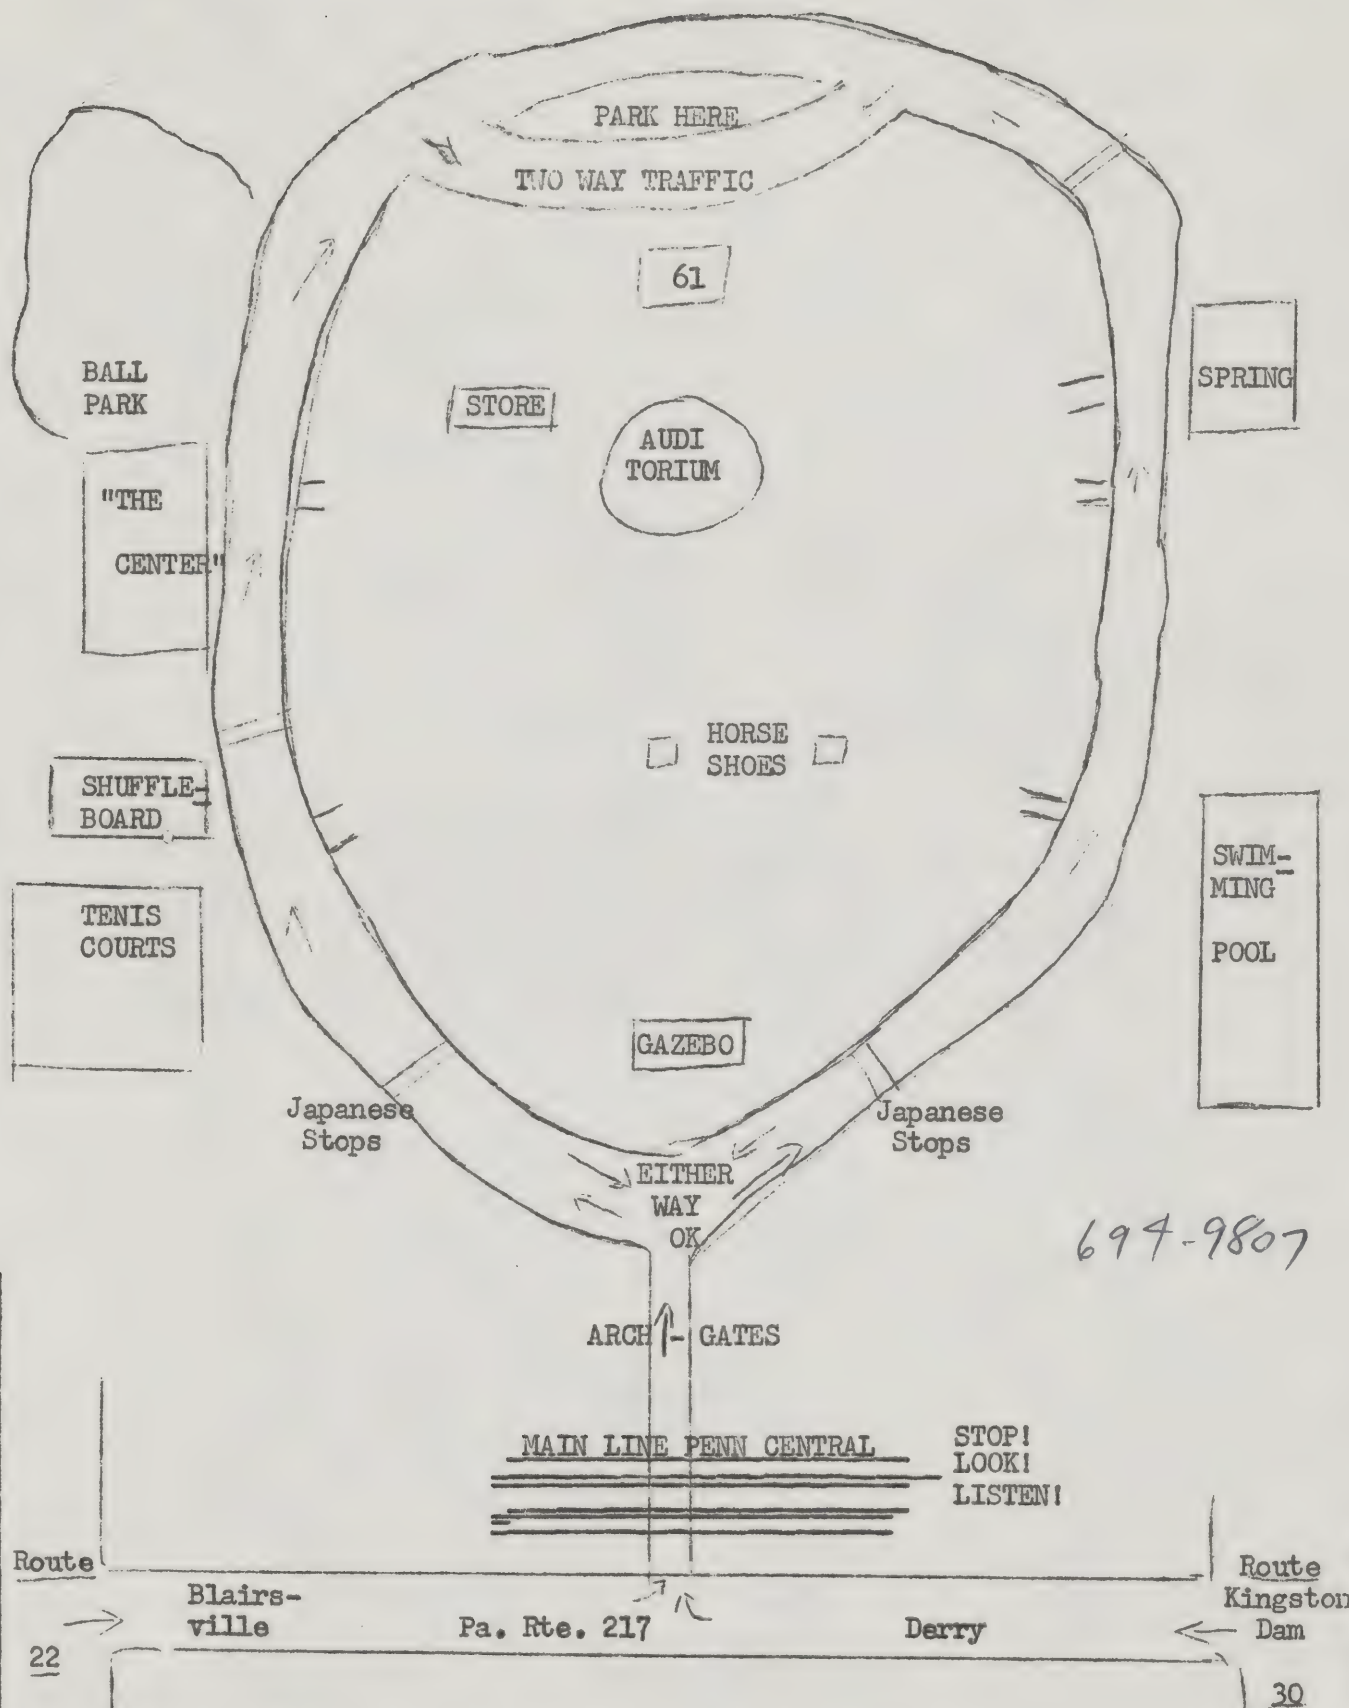 PARK HERE
TWO WAY TRAFFIC
61
BALL
PARK
STORE
AUDI
TORIUM
SPRING
"THE
CENTER"
HORSE
SHOES
SHUFFLE-
BOARD
SWIM-
MING
POOL
TENIS
COURTS
GAZEBO
Japanese
Stops
Japanese
Stops
EITHER
WAY
OK
694-9807
ARCH - GATES
MAIN LINE PENN CENTRAL
STOP!
LOOK!
LISTEN!
Route
22
Blairs-
ville
Pa. Rte. 217
Derry
Route
Kingston
Dam
30